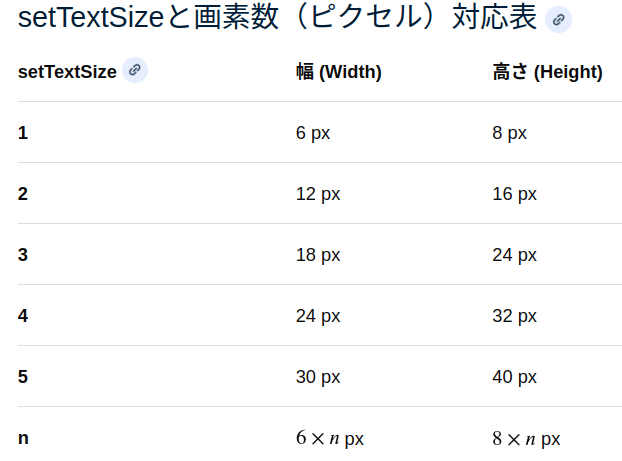 setTextSizeと画素数（ピクセル）対応表
setTextSize 幅 (Width) 高さ (Height)
1 6 px 8 px
2 12 px 16 px
3 18 px 24 px
4 24 px 32 px
5 30 px 40 px
n 6 × n px 8 × n px